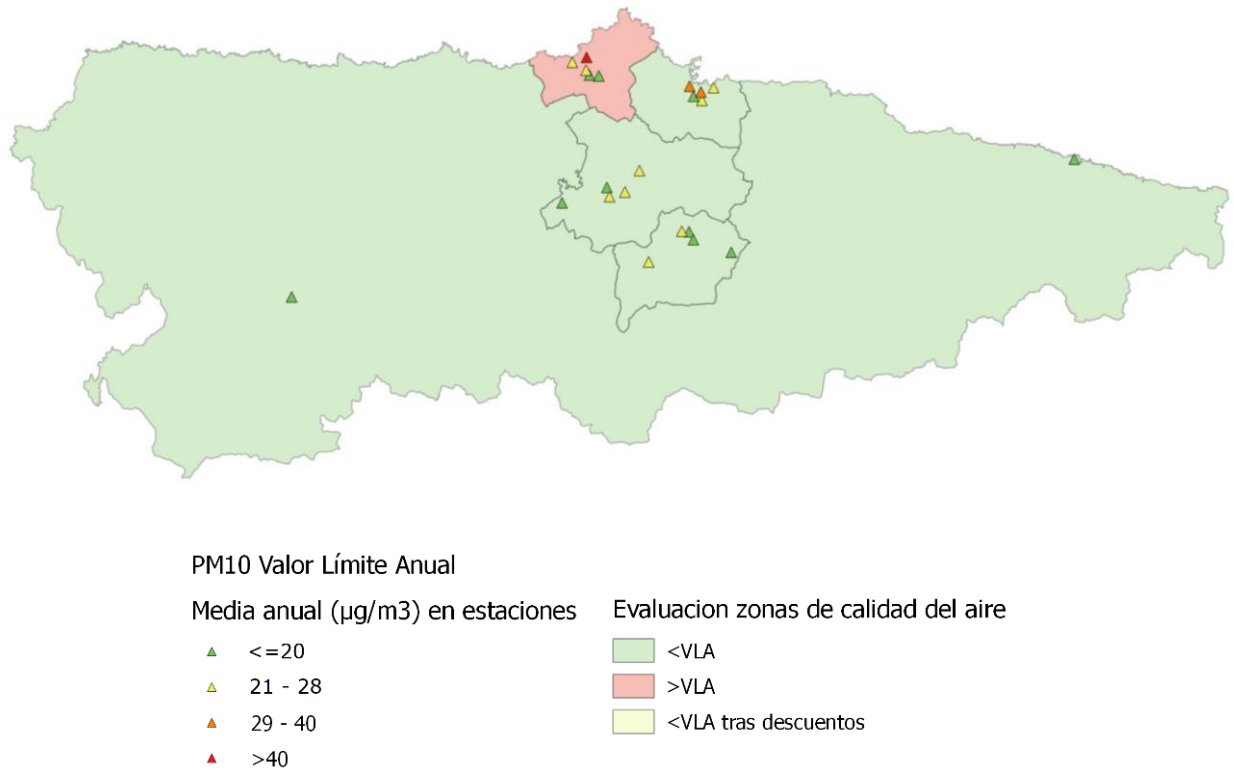 PM10 Valor Límite Anual
Media anual (µg/m3) en estaciones
<=20
21 - 28
29 - 40
>40
Evaluacion zonas de calidad del aire
<VLA
>VLA
<VLA tras descuentos